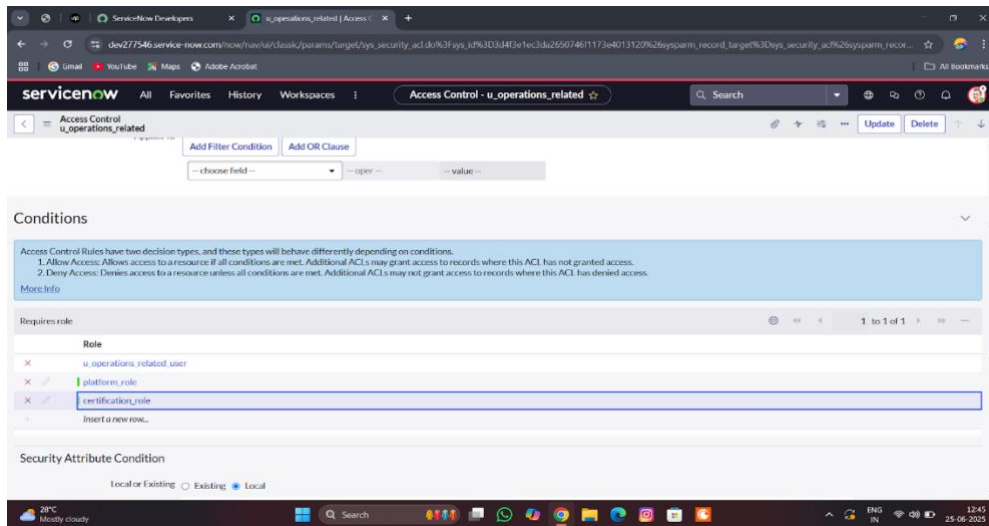 ServiceNow Developers
u_operations_related | Access C
dev277546.service-now.com/now/nav/ui/classic/params/target/sys_security_acl.do%3Fsys_id%3D3d4f3e1ec3da265074611173e4013120%26sysparm_record_target%3Dsys_security_acl%26sysparm_recor...
Gmail YouTube Maps Adobe Acrobat All Bookmarks
servicenow All Favorites History Workspaces Access Control - u_operations_related Search
Access Control
u_operations_related
Update Delete
Add Filter Condition Add OR Clause
-- choose field -- -- oper -- -- value --
Conditions
Access Control Rules have two decision types, and these types will behave differently depending on conditions.
1. Allow Access: Allows access to a resource if all conditions are met. Additional ACLs may grant access to records where this ACL has not granted access.
2. Deny Access: Denies access to a resource unless all conditions are met. Additional ACLs may not grant access to records where this ACL has denied access.
More Info
Requires role 1 to 1 of 1
Role
u_operations_related_user
platform_role
certification_role
Insert a new row...
Security Attribute Condition
Local or Existing Existing Local
28°C
Mostly cloudy
Search
ENG
IN
12:45
25-06-2025